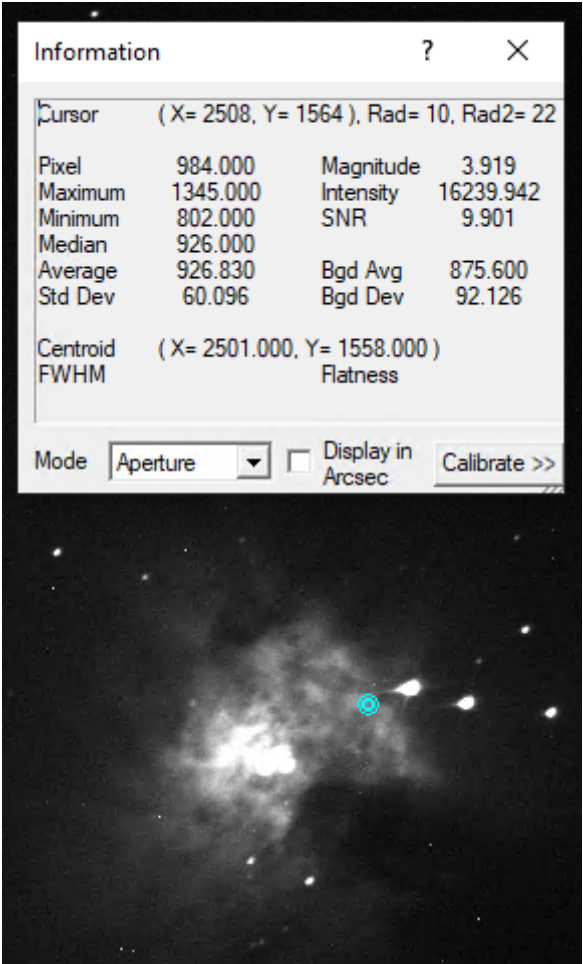 Information ? ×
Cursor ( X= 2508, Y= 1564 ), Rad= 10, Rad2= 22
Pixel 984.000 Magnitude 3.919
Maximum 1345.000 Intensity 16239.942
Minimum 802.000 SNR 9.901
Median 926.000
Average 926.830 Bgd Avg 875.600
Std Dev 60.096 Bgd Dev 92.126
Centroid ( X= 2501.000, Y= 1558.000 )
FWHM Flatness
Mode Aperture Display in Arcsec Calibrate >>